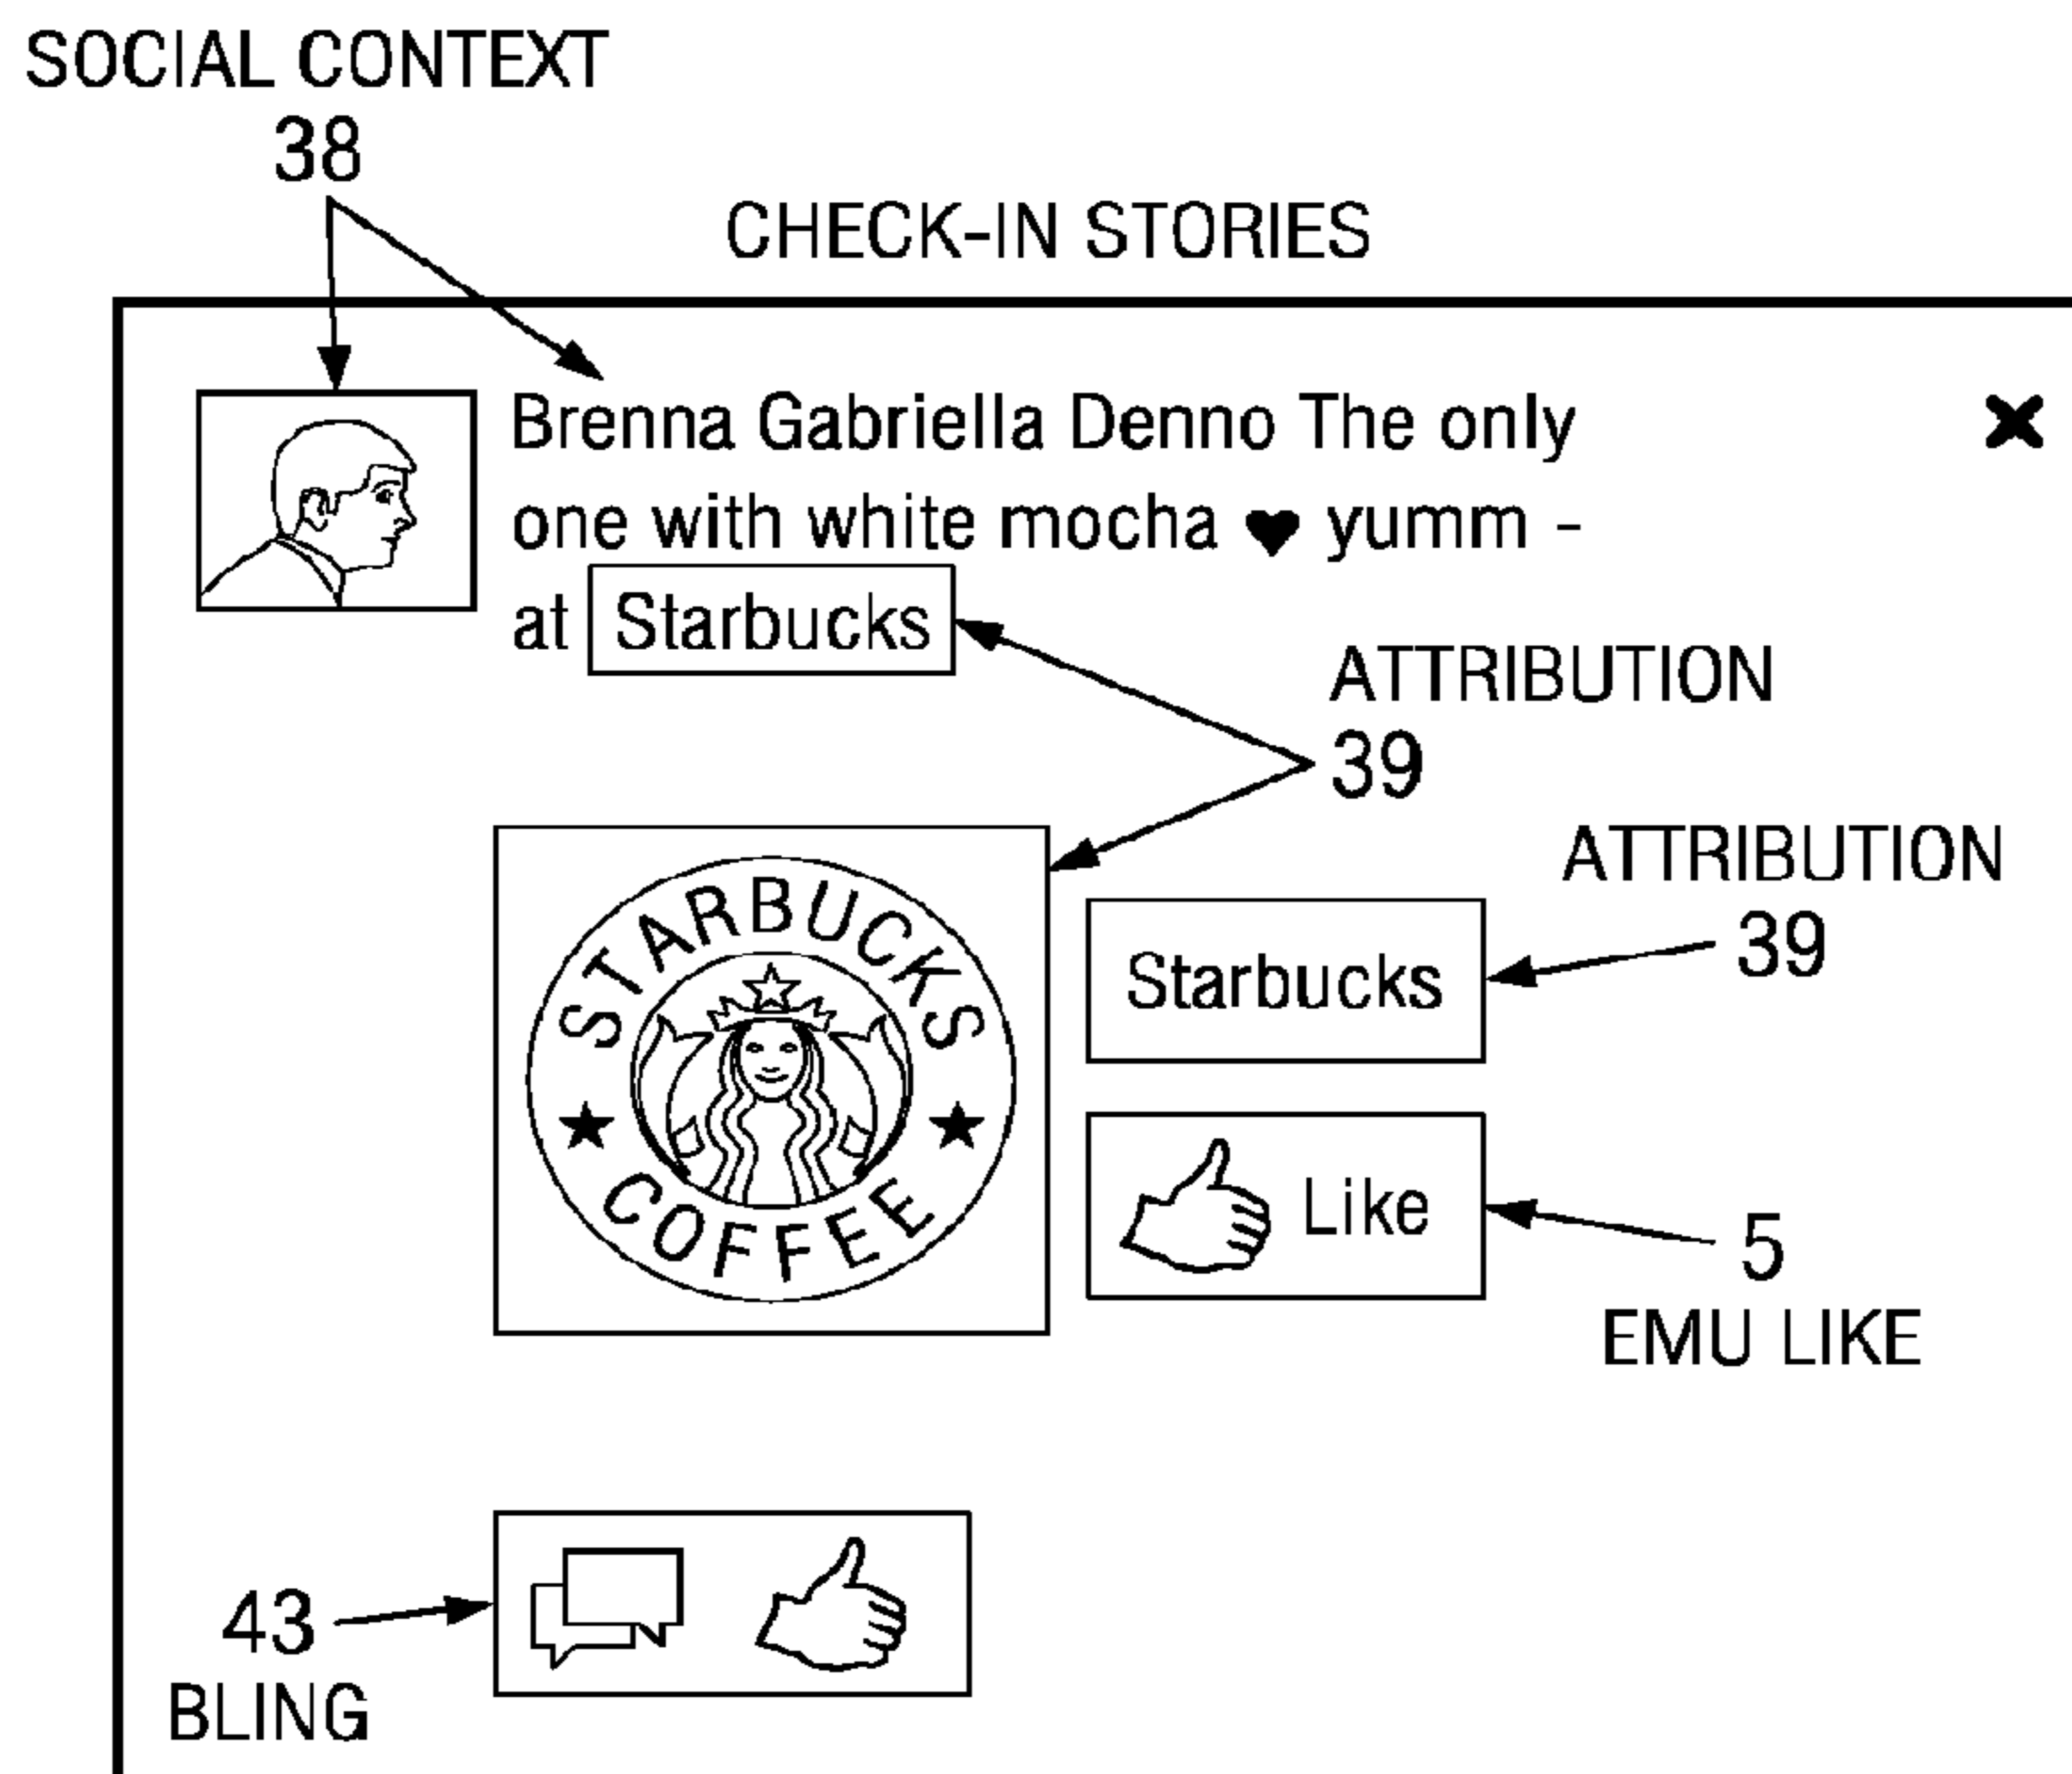 SOCIAL CONTEXT
38
CHECK-IN STORIES
Brenna Gabriella Denno The only
one with white mocha ♥ yumm -
at Starbucks
ATTRIBUTION
39
ATTRIBUTION
39
STARBUCKS
COFFEE
Starbucks
Like
5
EMU LIKE
43
BLING